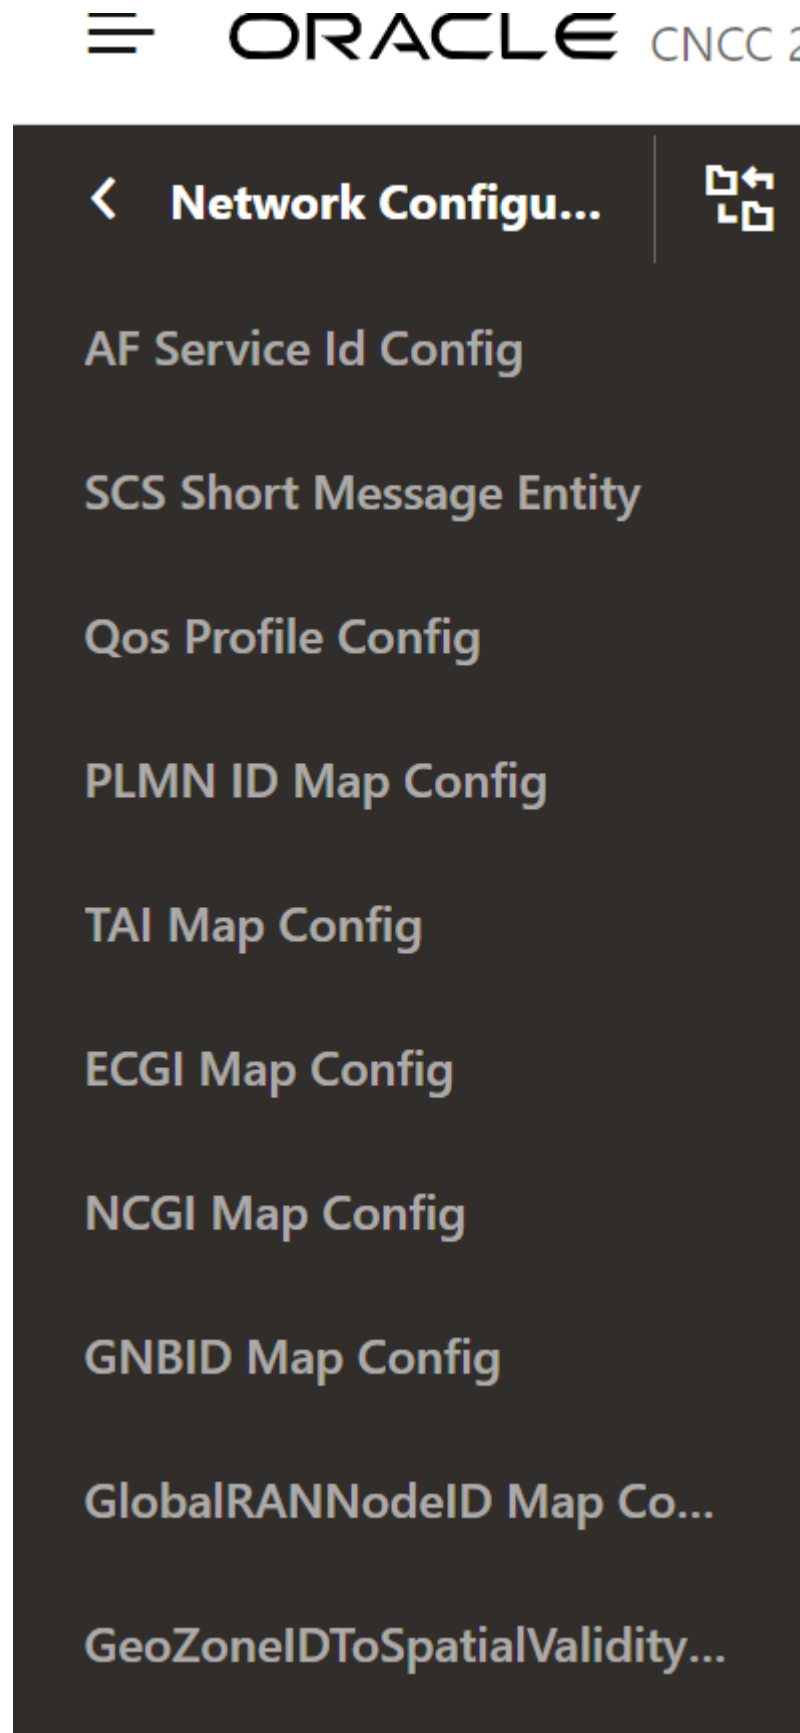 ORACLE CNCC 2
Network Configu...
AF Service Id Config
SCS Short Message Entity
Qos Profile Config
PLMN ID Map Config
TAI Map Config
ECGI Map Config
NCGI Map Config
GNBID Map Config
GlobalRANNodeID Map Co...
GeoZoneIDToSpatialValidity...